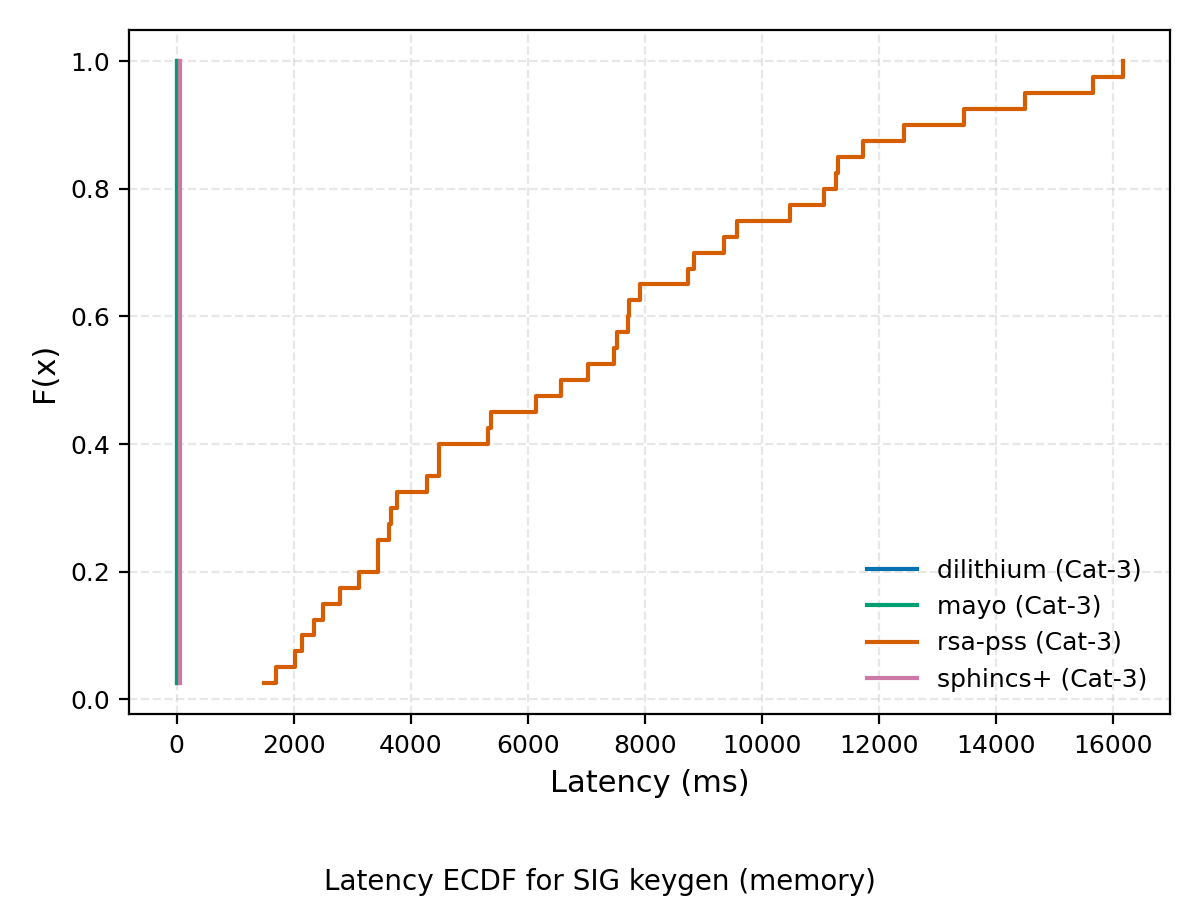 1.0
0.8
0.6
0.4
0.2
0.0
F(x)
dilithium (Cat-3)
mayo (Cat-3)
rsa-pss (Cat-3)
sphincs+ (Cat-3)
0 2000 4000 6000 8000 10000 12000 14000 16000
Latency (ms)
Latency ECDF for SIG keygen (memory)